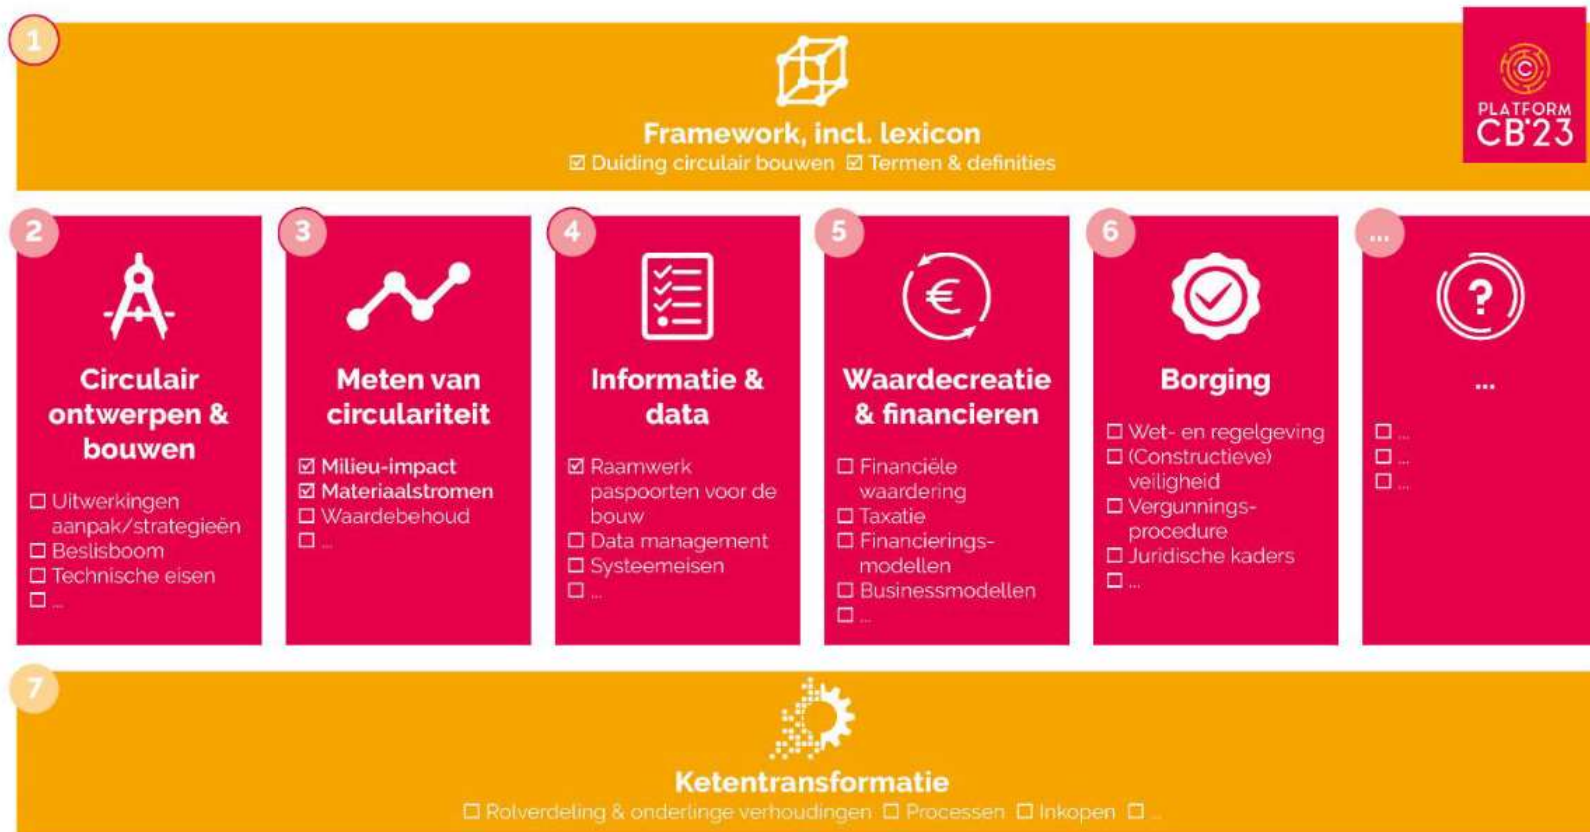 1
Framework, incl. lexicon
☑ Duiding circulair bouwen ☑ Termen & definities
C
PLATFORM
CB'23
2
Circulair
ontwerpen &
bouwen
☐ Uitwerkingen
aanpak/strategieën
☐ Beslisboom
☐ Technische eisen
☐ ...
3
Meten van
circulariteit
☑ Milieu-impact
☑ Materiaalstromen
☐ Waardebehoud
☐ ...
4
Informatie &
data
☑ Raamwerk
paspoorten voor de
bouw
☐ Data management
☐ Systeemeisen
☐ ...
5
€
Waardecreatie
& financieren
☐ Financiële
waardering
☐ Taxatie
☐ Financierings-
modellen
☐ Businessmodellen
☐ ...
6
Borging
☐ Wet- en regelgeving
☐ (Constructieve)
veiligheid
☐ Vergunnings-
procedure
☐ Juridische kaders
☐ ...
...
?
...
☐ ...
☐ ...
☐ ...
7
Ketentransformatie
☐ Rolverdeling & onderlinge verhoudingen ☐ Processen ☐ Inkopen ☐ ...